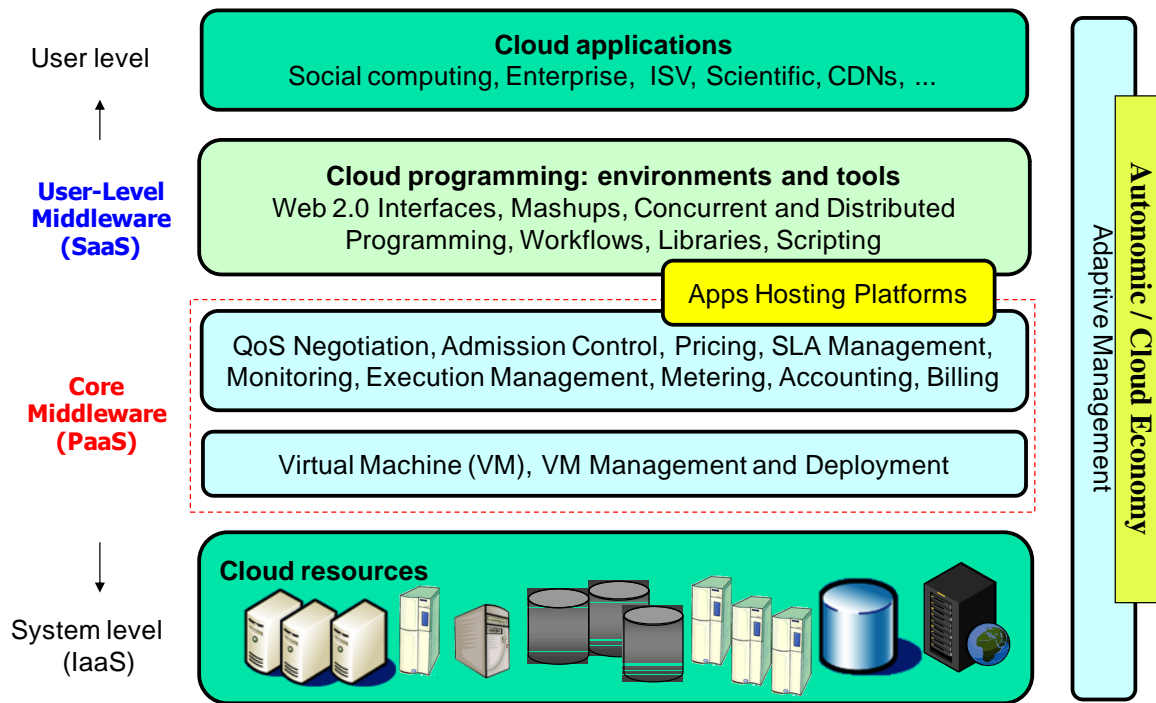 User level
Cloud applications
Social computing, Enterprise, ISV, Scientific, CDNs, ...
User-Level
Middleware
(SaaS)
Cloud programming: environments and tools
Web 2.0 Interfaces, Mashups, Concurrent and Distributed
Programming, Workflows, Libraries, Scripting
Apps Hosting Platforms
Core
Middleware
(PaaS)
QoS Negotiation, Admission Control, Pricing, SLA Management,
Monitoring, Execution Management, Metering, Accounting, Billing
Virtual Machine (VM), VM Management and Deployment
System level
(IaaS)
Cloud resources
Adaptive Management
Autonomic / Cloud Economy